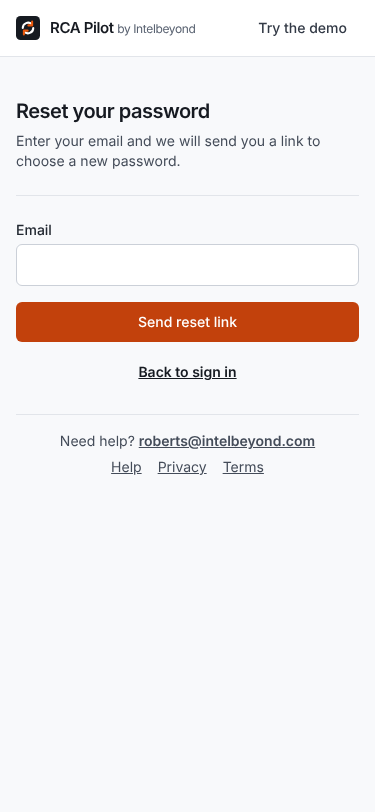 RCA Pilot by Intelbeyond Try the demo
Reset your password
Enter your email and we will send you a link to
choose a new password.
Email
Send reset link
Back to sign in
Need help? roberts@intelbeyond.com
Help Privacy Terms